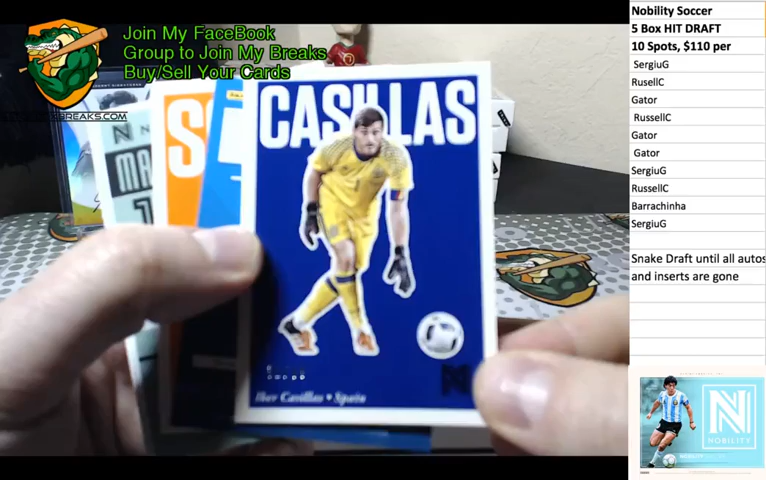 Join My FaceBook
Group to Join My Breaks
Buy/Sell Your Cards
BREAKS.COM
CASILLAS
Iker Casillas • Spain
N
MA
1
S
Nobility Soccer
5 Box HIT DRAFT
10 Spots, $110 per
SergiuG
RusellC
Gator
RussellC
Gator
Gator
SergiuG
RussellC
Barrachinha
SergiuG
Snake Draft until all autos
and inserts are gone
N
NOBILITY